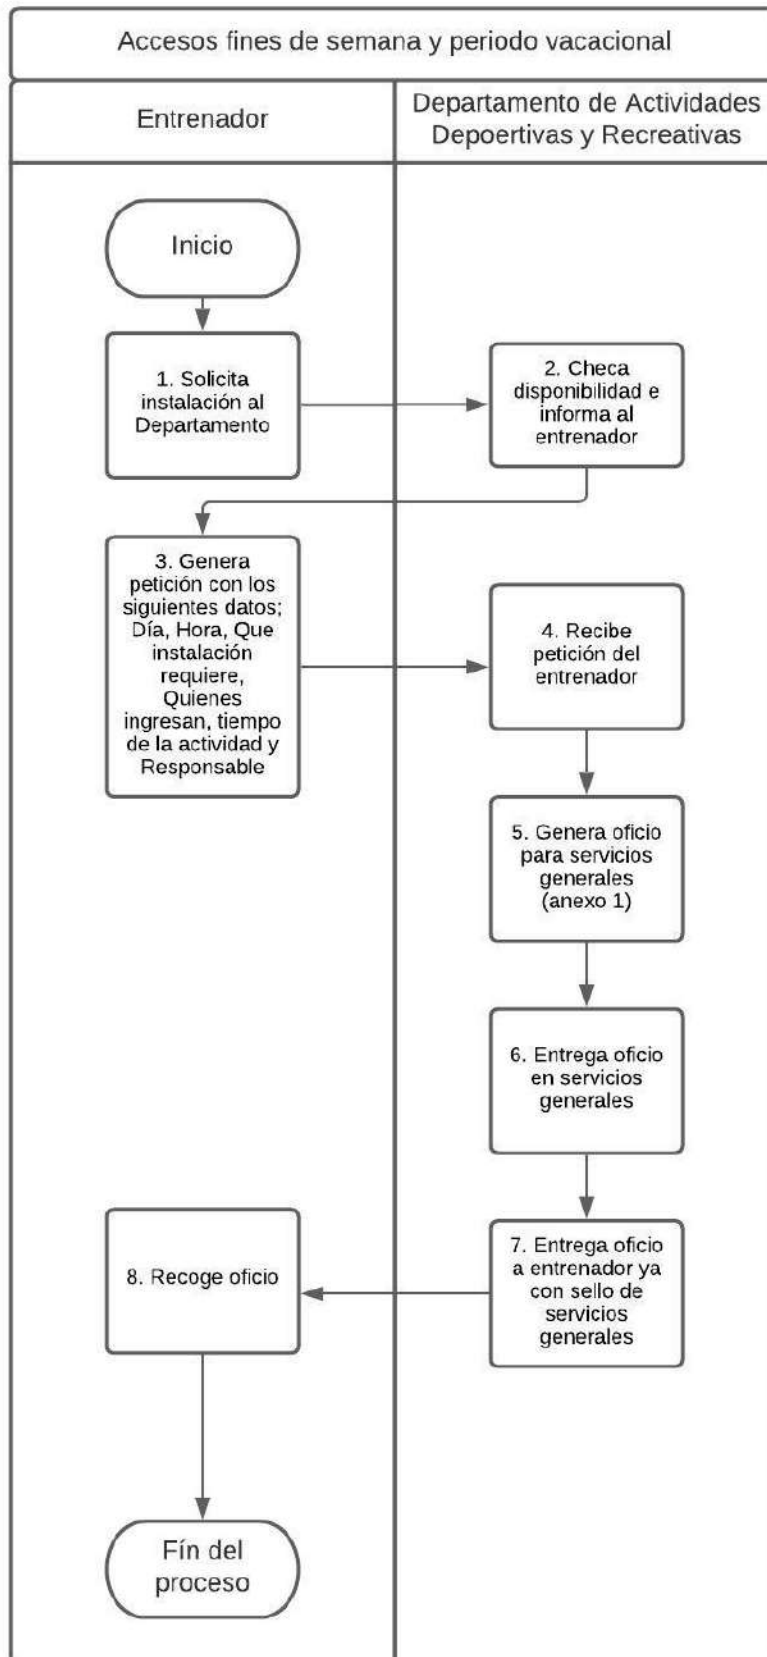 Accesos fines de semana y periodo vacacional
Entrenador
Departamento de Actividades
Depoertivas y Recreativas
Inicio
1. Solicita
instalación al
Departamento
2. Checa
disponibilidad e
informa al
entrenador
3. Genera
petición con los
siguientes datos;
Día, Hora, Que
instalación
requiere,
Quienes
ingresan, tiempo
de la actividad y
Responsable
4. Recibe
petición del
entrenador
5. Genera oficio
para servicios
generales
(anexo 1)
6. Entrega oficio
en servicios
generales
7. Entrega oficio
a entrenador ya
con sello de
servicios
generales
8. Recoge oficio
Fín del
proceso